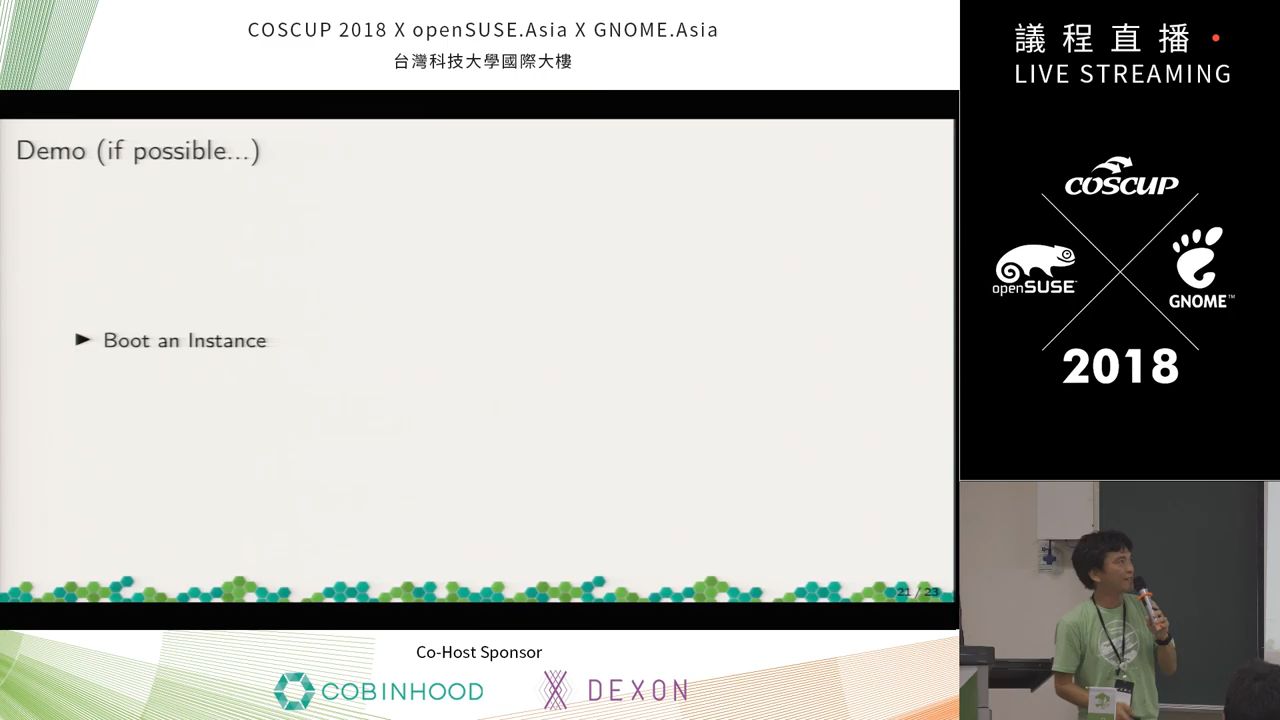 COSCUP 2018 X openSUSE.Asia X GNOME.Asia
台灣科技大學國際大樓
Demo (if possible...)
► Boot an Instance
21 / 23
Co-Host Sponsor
COBINHOOD
DEXON
議程直播
LIVE STREAMING
COSCUP
openSUSE
GNOME™
2018